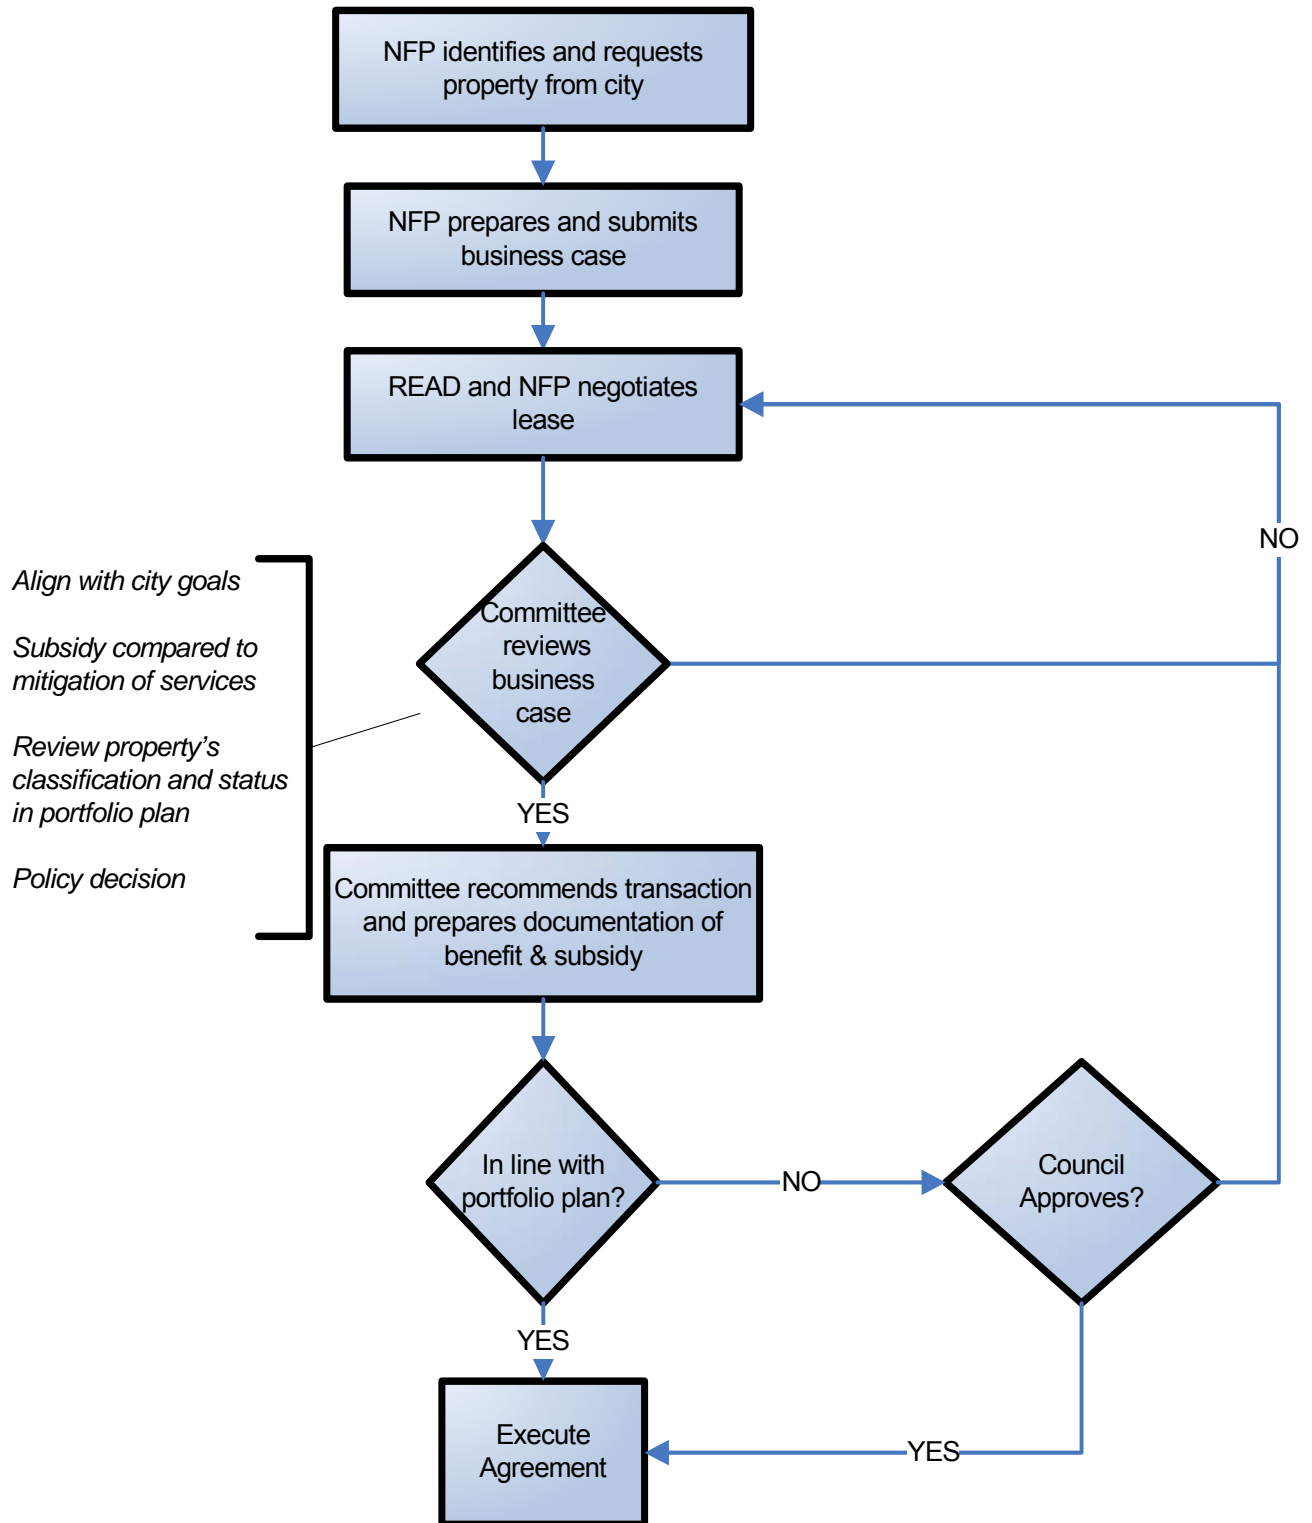 NFP identifies and requests
property from city
NFP prepares and submits
business case
READ and NFP negotiates
lease
NO
Align with city goals
Subsidy compared to
mitigation of services
Review property’s
classification and status
in portfolio plan
Policy decision
Committee
reviews
business
case
YES
Committee recommends transaction
and prepares documentation of
benefit & subsidy
In line with
portfolio plan?
NO
Council
Approves?
YES
Execute
Agreement
YES